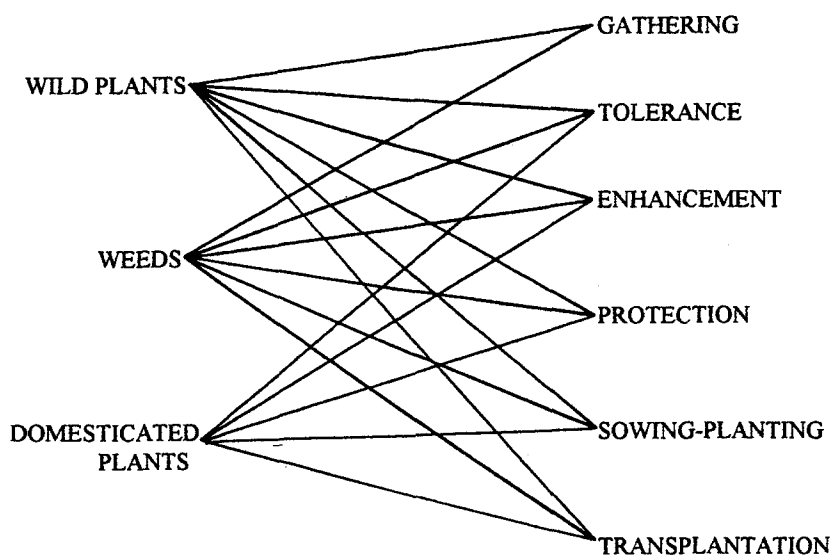 GATHERING
WILD PLANTS
TOLERANCE
ENHANCEMENT
WEEDS
PROTECTION
DOMESTICATED
PLANTS
SOWING-PLANTING
TRANSPLANTATION